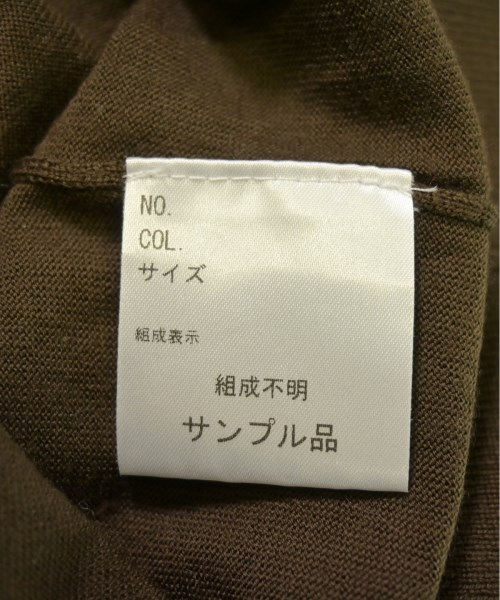 NO.
COL.
サイズ
組成表示
組成不明
サンプル品